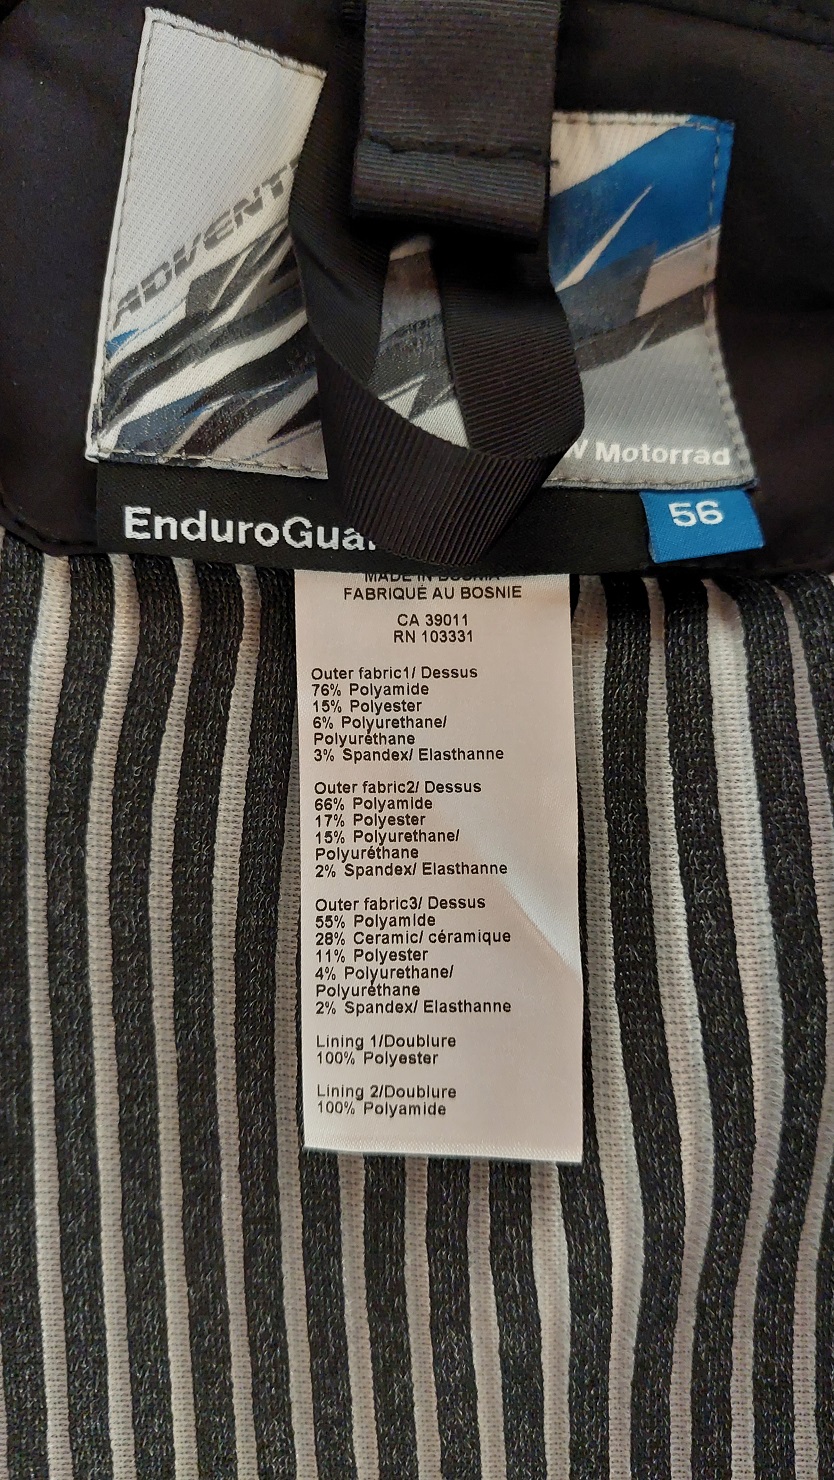 ADVENT
W Motorrad
56
EnduroGua
MADE IN BOSNIA
FABRIQUÉ AU BOSNIE
CA 39011
RN 103331
Outer fabric1/ Dessus
76% Polyamide
15% Polyester
6% Polyurethane/
Polyuréthane
3% Spandex/ Elasthanne
Outer fabric2/ Dessus
66% Polyamide
17% Polyester
15% Polyurethane/
Polyuréthane
2% Spandex/ Elasthanne
Outer fabric3/ Dessus
55% Polyamide
28% Ceramic/ céramique
11% Polyester
4% Polyurethane/
Polyuréthane
2% Spandex/ Elasthanne
Lining 1/Doublure
100% Polyester
Lining 2/Doublure
100% Polyamide